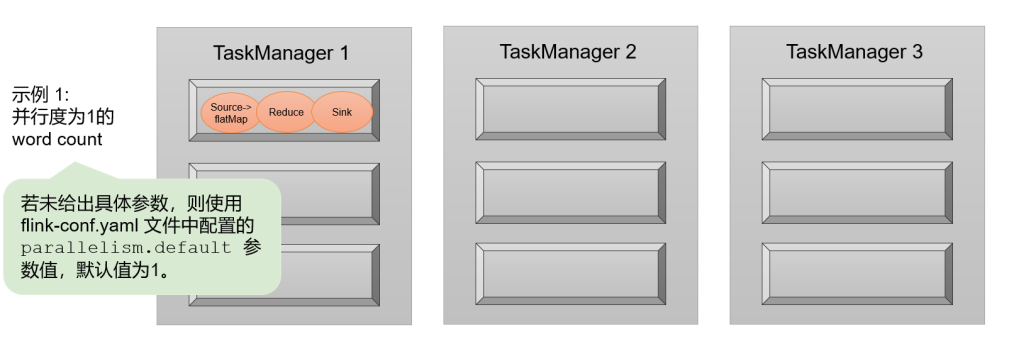 TaskManager 1
TaskManager 2
TaskManager 3
示例 1:
并行度为1的
word count
Source->
flatMap
Reduce
Sink
若未给出具体参数，则使用
flink-conf.yaml 文件中配置的
parallelism.default 参
数值，默认值为1。